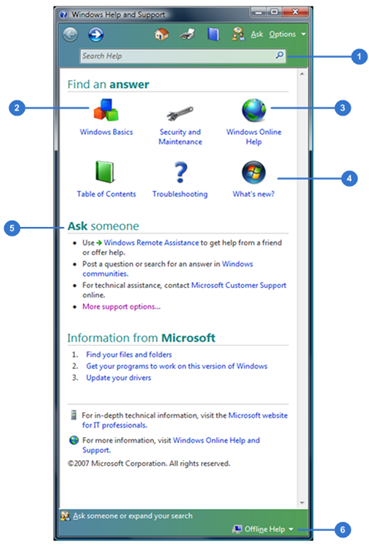 Windows Help and Support
Ask Options
Search Help
1
Find an answer
2
3
Windows Basics
Security and
Maintenance
Windows Online
Help
4
Table of Contents
Troubleshooting
What's new?
5
Ask someone
Use Windows Remote Assistance to get help from a friend
or offer help.
Post a question or search for an answer in Windows
communities.
For technical assistance, contact Microsoft Customer Support
online.
More support options...
Information from Microsoft
1. Find your files and folders
2. Get your programs to work on this version of Windows
3. Update your drivers
For in-depth technical information, visit the Microsoft website
for IT professionals.
For more information, visit Windows Online Help and
Support.
©2007 Microsoft Corporation. All rights reserved.
Ask someone or expand your search
Offline Help
6